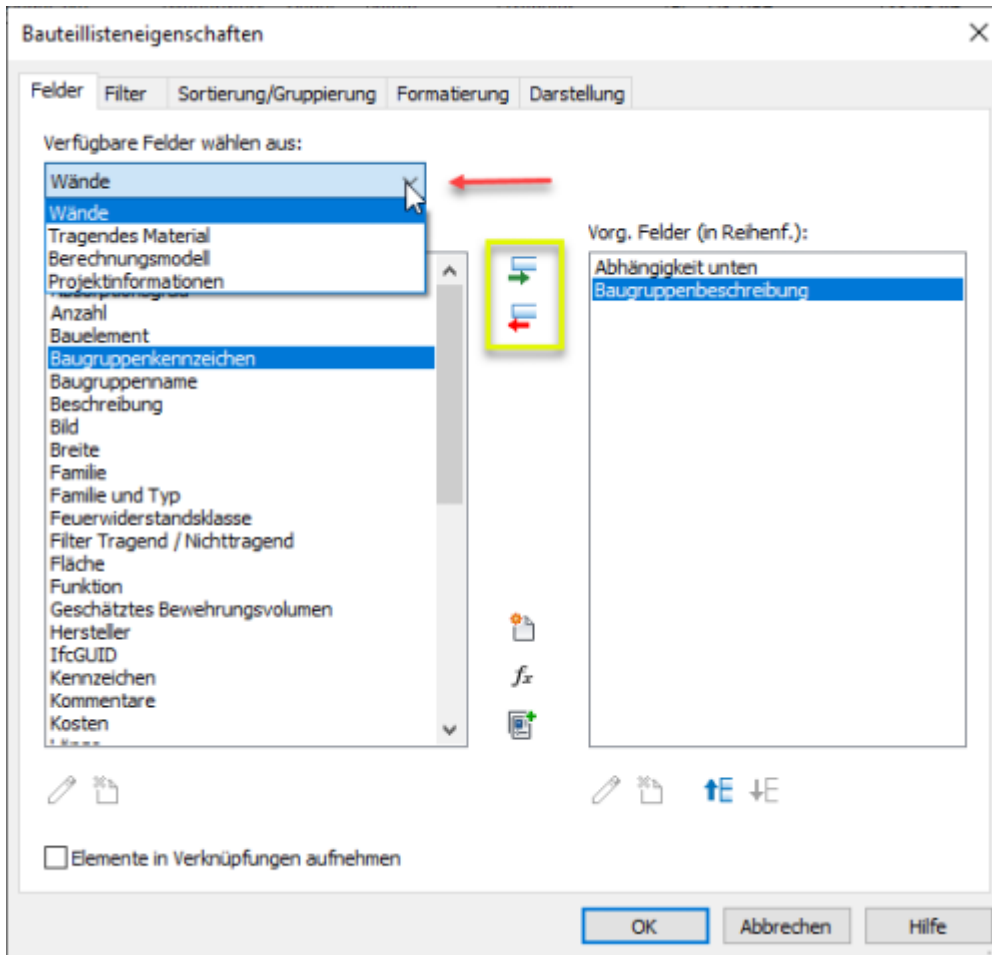 Bauteillisteneigenschaften
Felder Filter Sortierung/Gruppierung Formatierung Darstellung
Verfügbare Felder wählen aus:
Wände
Wände
Tragendes Material
Berechnungsmodell
Projektinformationen
Anzahl
Bauelement
Baugruppenkennzeichen
Baugruppenname
Beschreibung
Bild
Breite
Familie
Familie und Typ
Feuerwiderstandsklasse
Filter Tragend / Nichttragend
Fläche
Funktion
Geschätztes Bewehrungsvolumen
Hersteller
IfcGUID
Kennzeichen
Kommentare
Kosten
fx
Vorg. Felder (in Reihenf.):
Abhängigkeit unten
Baugruppenbeschreibung
Elemente in Verknüpfungen aufnehmen
OK Abbrechen Hilfe